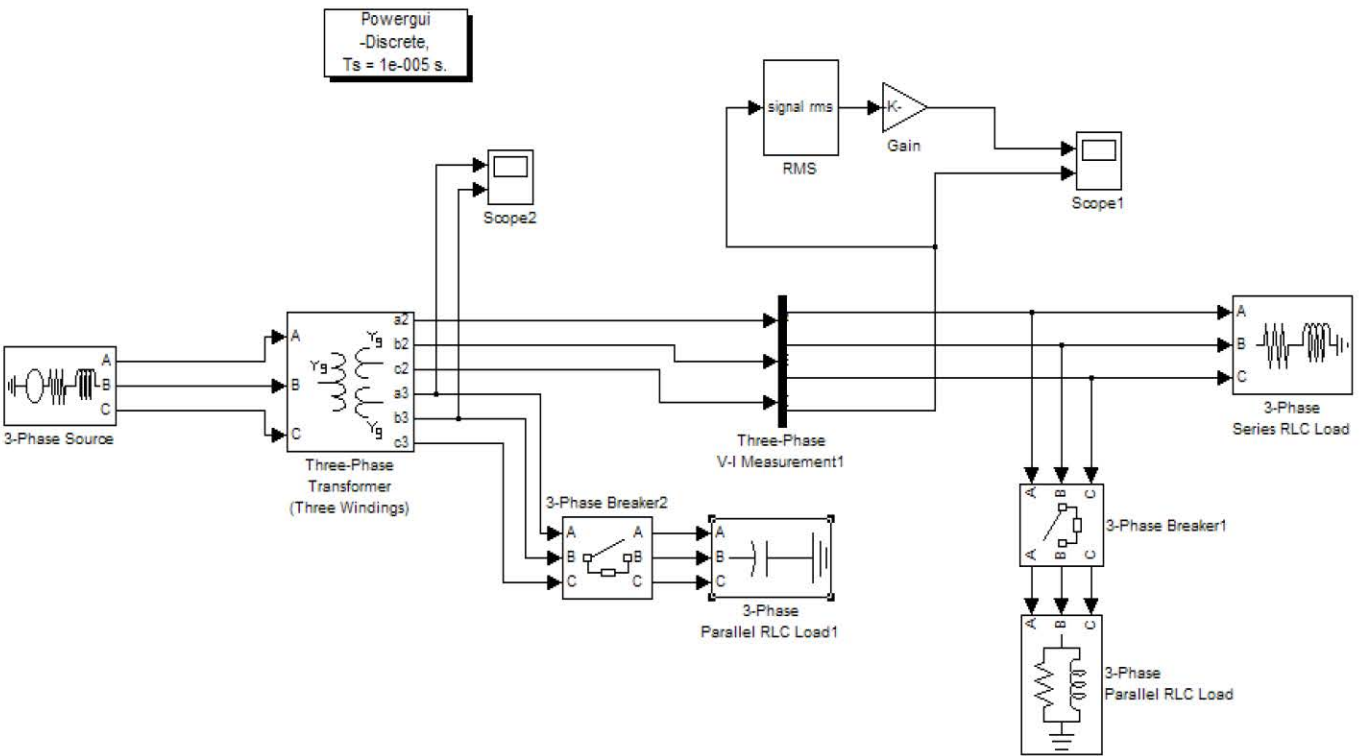 Powergui
-Discrete,
Ts = 1e-005 s.
signal rms
RMS
K-
Gain
Scope1
Scope2
A
B
C
3-Phase Source
A
B
C
Yg
Yg
Yg
a2
b2
c2
a3
b3
c3
Three-Phase
Transformer
(Three Windings)
Three-Phase
V-I Measurement1
A
B
C
3-Phase
Series RLC Load
3-Phase Breaker2
A
B
C
A
B
C
A
B
C
3-Phase
Parallel RLC Load1
A
B
C
A
B
C
3-Phase Breaker1
A
B
C
3-Phase
Parallel RLC Load